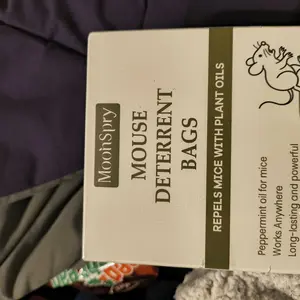 MoonSpry
MOUSE
DETERRENT
BAGS
REPELS MICE WITH PLANT OILS
Peppermint oil for mice
Works Anywhere
Long-lasting and powerful